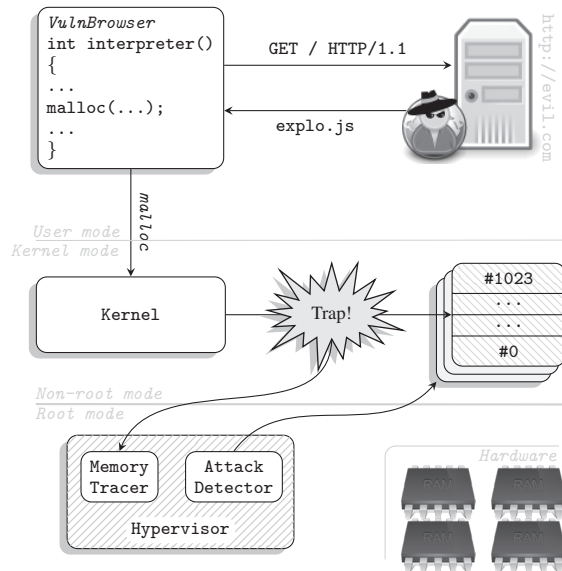 VulnBrowser
int interpreter()
{
...
malloc(...);
...
}
GET / HTTP/1.1
explo.js
http://evil.com
malloc
User mode
Kernel mode
Kernel
Trap!
#1023
...
...
#0
Non-root mode
Root mode
Memory
Tracer
Attack
Detector
Hypervisor
Hardware
RAM
RAM
RAM
RAM